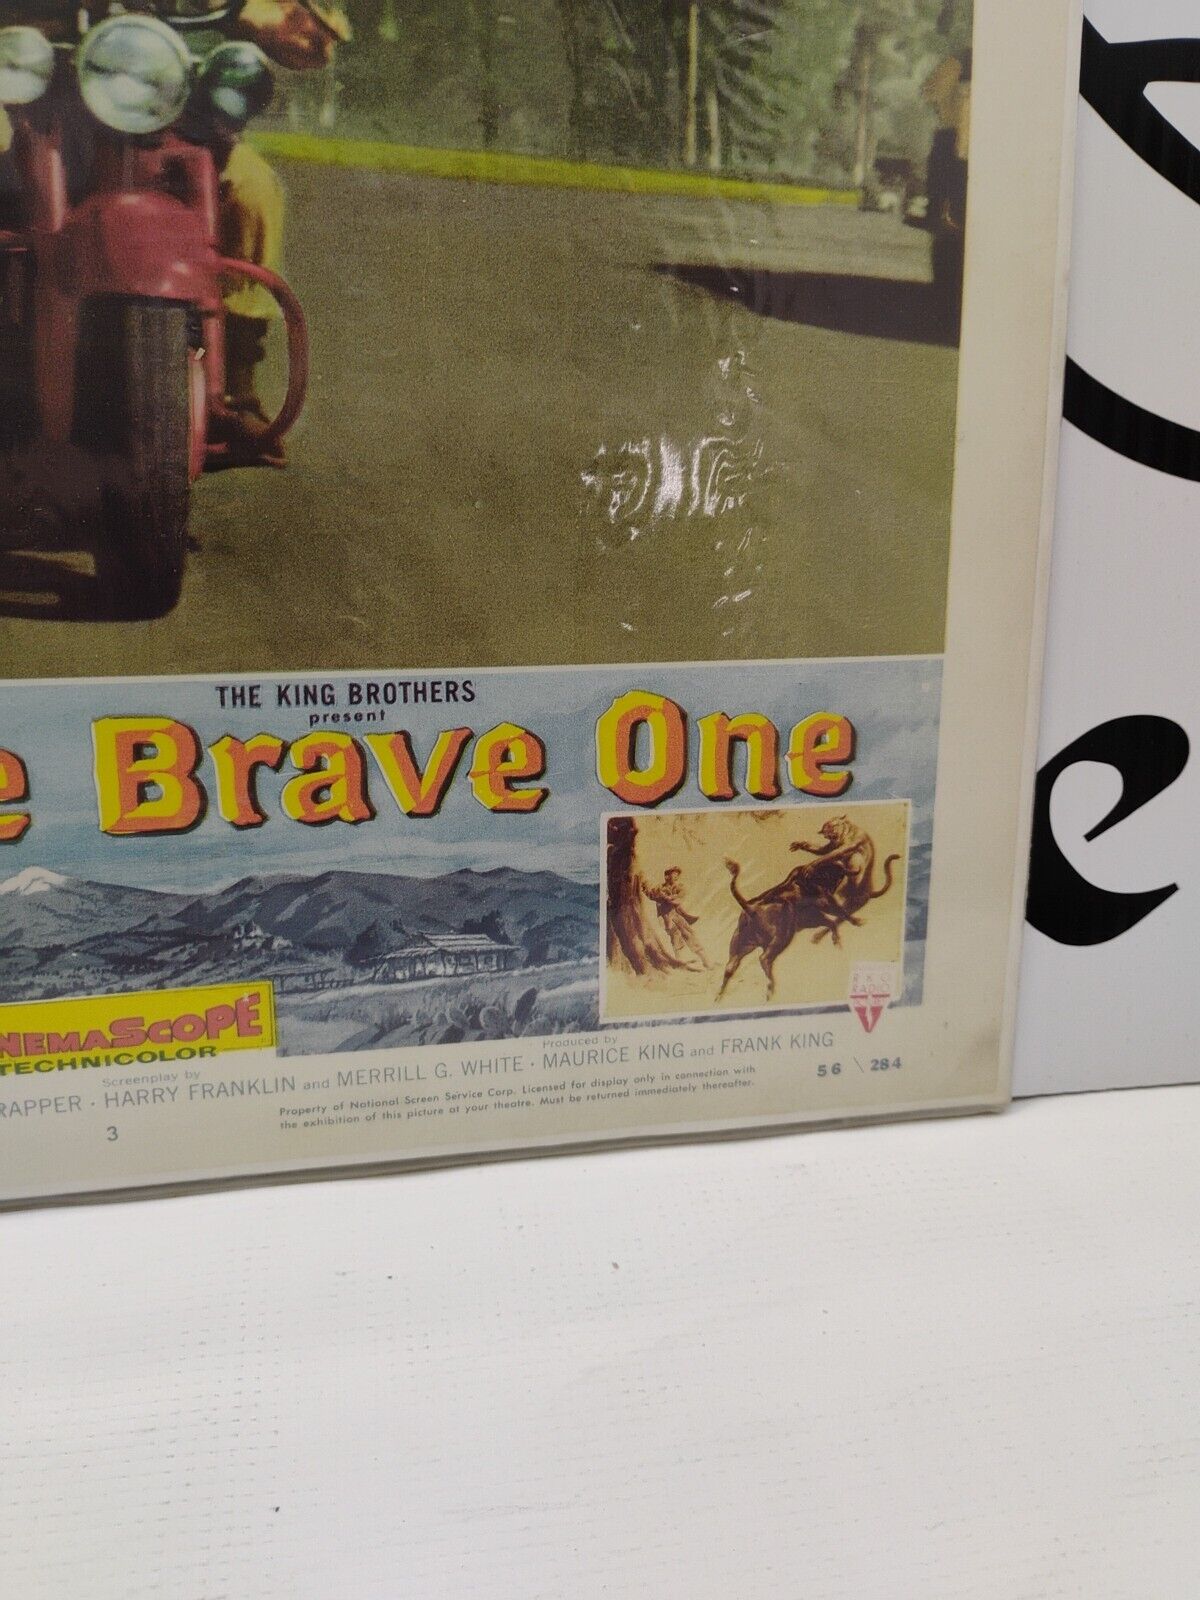 THE KING BROTHERS
present
e Brave One
e
R K O
RADIO
NEMASCOPE
TECHNICOLOR
Produced by
Screenplay by
RAPPER · HARRY FRANKLIN and MERRILL G. WHITE · MAURICE KING and FRANK KING
56 \ 284
Property of National Screen Service Corp. Licensed for display only in connection with
the exhibition of this picture at your theatre. Must be returned immediately thereafter.
3